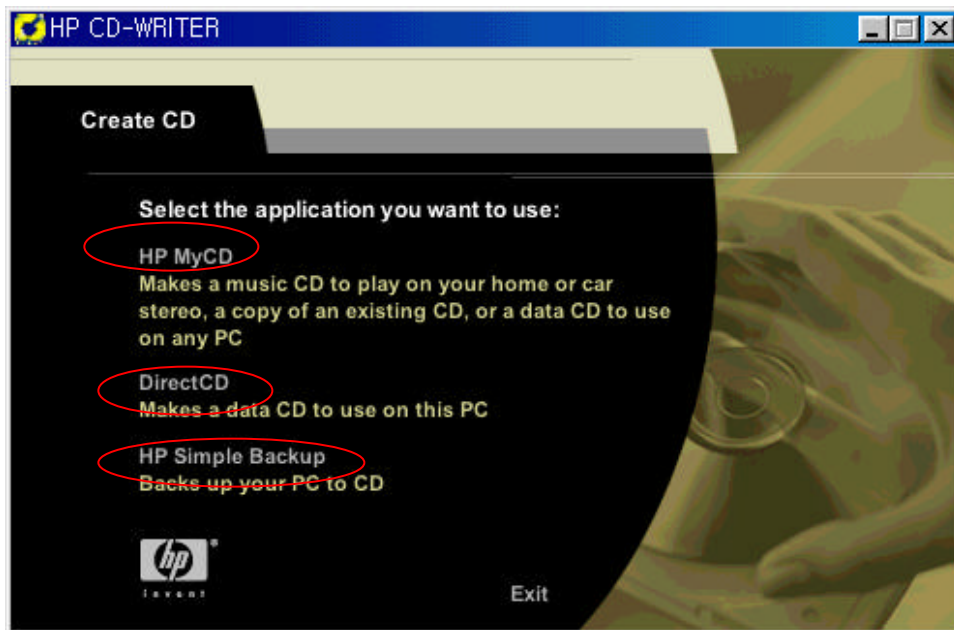 HP CD-WRITER
Create CD
Select the application you want to use:
HP MyCD
Makes a music CD to play on your home or car
stereo, a copy of an existing CD, or a data CD to use
on any PC
DirectCD
Makes a data CD to use on this PC
HP Simple Backup
Backs up your PC to CD
hp®
invent
Exit